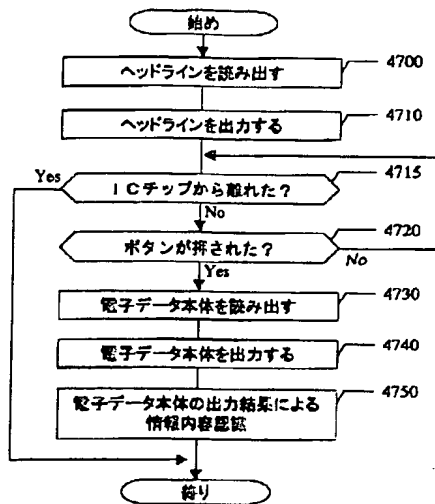 始め
ヘッドラインを読み出す
4700
ヘッドラインを出力する
4710
4715
Yes
ICチップから離れた?
No
4720
ボタンが押された?
No
Yes
電子データ本体を読み出す
4730
電子データ本体を出力する
4740
4750
電子データ本体の出力結果による
情報内容認識
終り